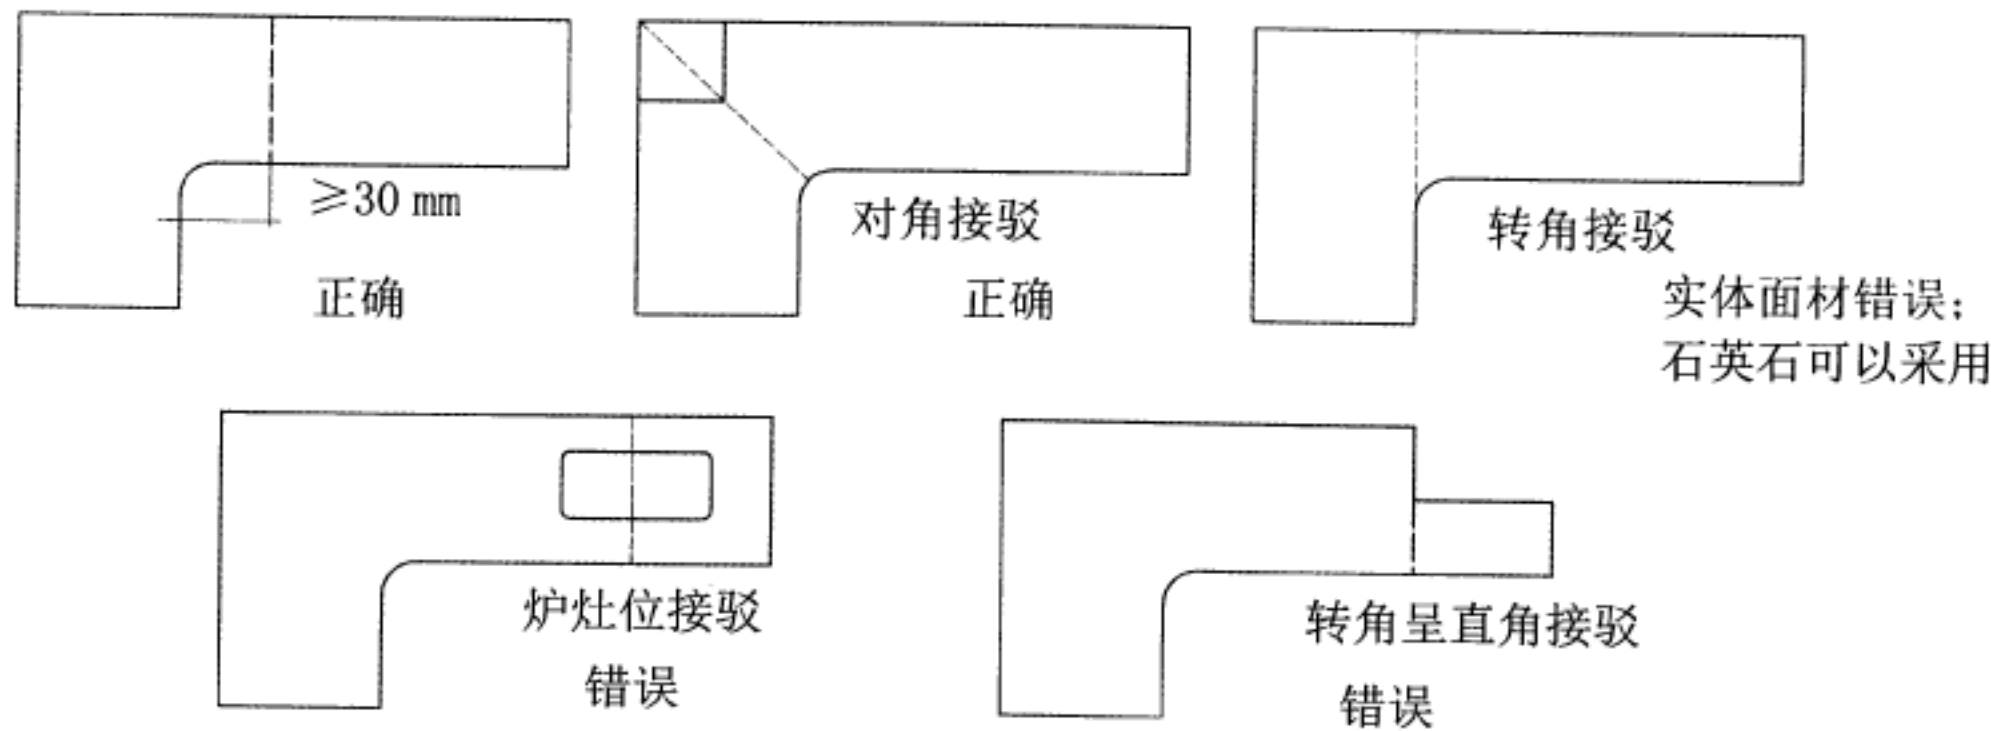 ≥30 mm
正确
对角接驳
正确
转角接驳
实体面材错误;
石英石可以采用
炉灶位接驳
错误
转角呈直角接驳
错误